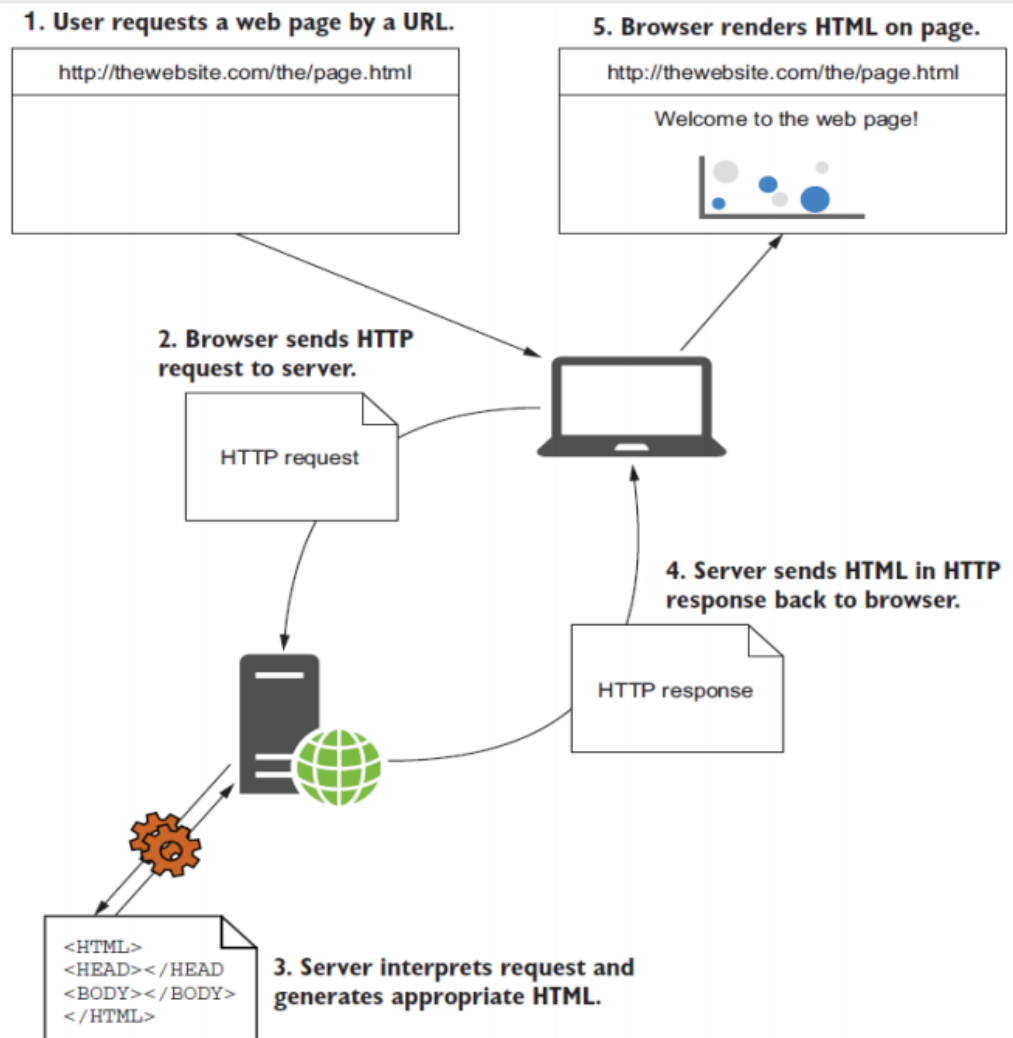 1. User requests a web page by a URL.
http://thewebsite.com/the/page.html
5. Browser renders HTML on page.
http://thewebsite.com/the/page.html
Welcome to the web page!
2. Browser sends HTTP
request to server.
HTTP request
4. Server sends HTML in HTTP
response back to browser.
HTTP response
<HTML>
<HEAD></HEAD
<BODY></BODY>
</HTML>
3. Server interprets request and
generates appropriate HTML.